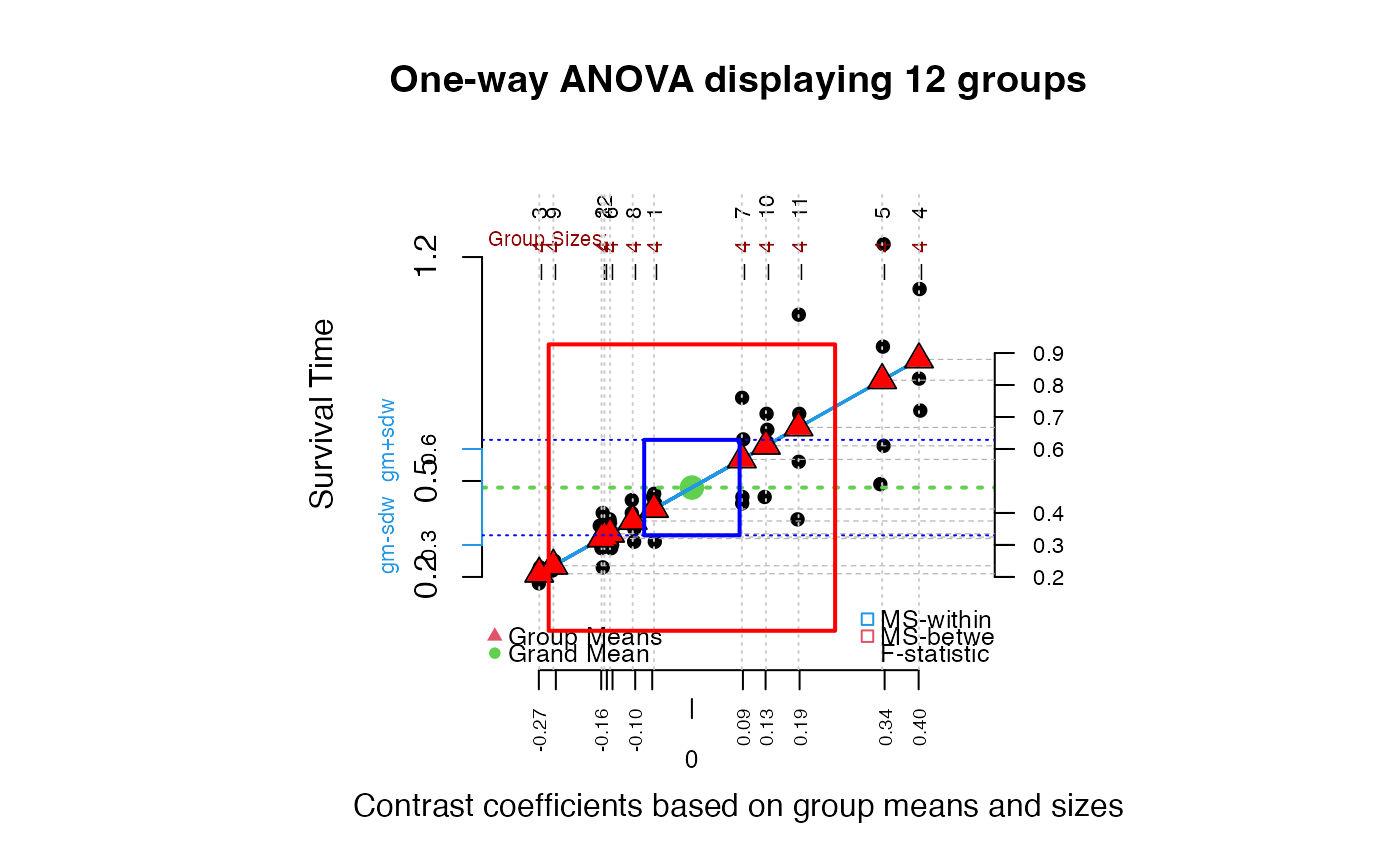 One-way ANOVA displaying 12 groups
3 9 2 6 8 1 7 10 11 5 4
Group Sizes:
4 4 4 4 4 4 4 4 4 4 4
Survival Time
1.2
0.5
0.2
gm+sdw
0.6
gm-sdw
0.3
0.9
0.8
0.7
0.6
0.4
0.3
0.2
Group Means
Grand Mean
MS-within
MS-betwe
F-statistic
-0.27 -0.16 -0.10 0.09 0.13 0.19 0.34 0.40
0
Contrast coefficients based on group means and sizes